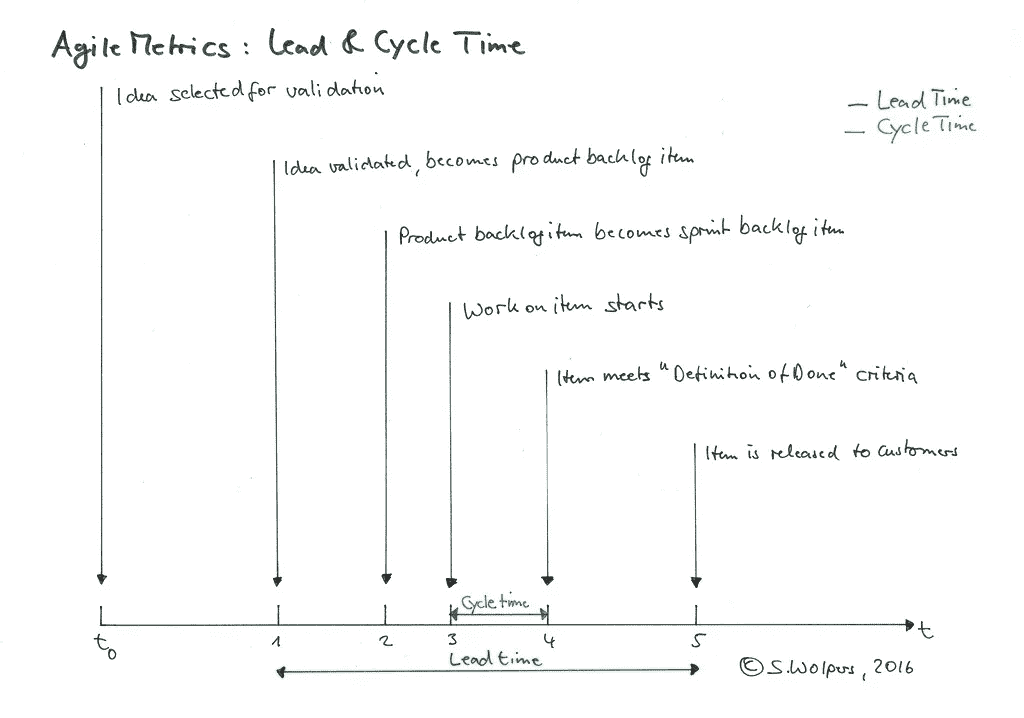 Agile Metrics: Lead & Cycle Time
Idea selected for validation
— Lead Time
— Cycle Time
Idea validated, becomes product backlog item
Product backlog item becomes sprint backlog item
Work on item starts
Item meets "Definition of Done" criteria
Item is released to customers
Cycle time
t0 1 2 3 4 5 t
Lead time
© S. Wolpers, 2016